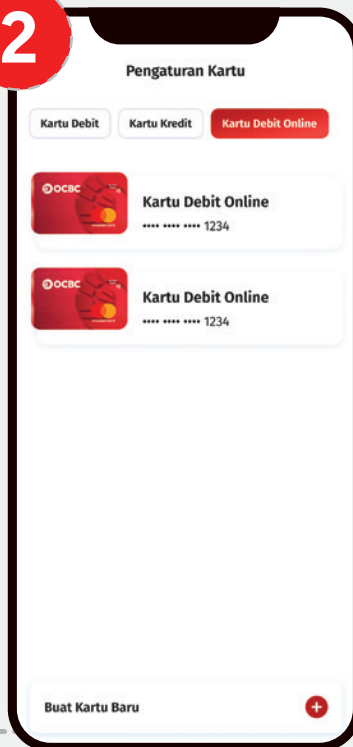 2
Pengaturan Kartu
Kartu Debit
Kartu Kredit
Kartu Debit Online
OCBC
Kartu Debit Online
•••• •••• •••• 1234
OCBC
Kartu Debit Online
•••• •••• •••• 1234
Buat Kartu Baru